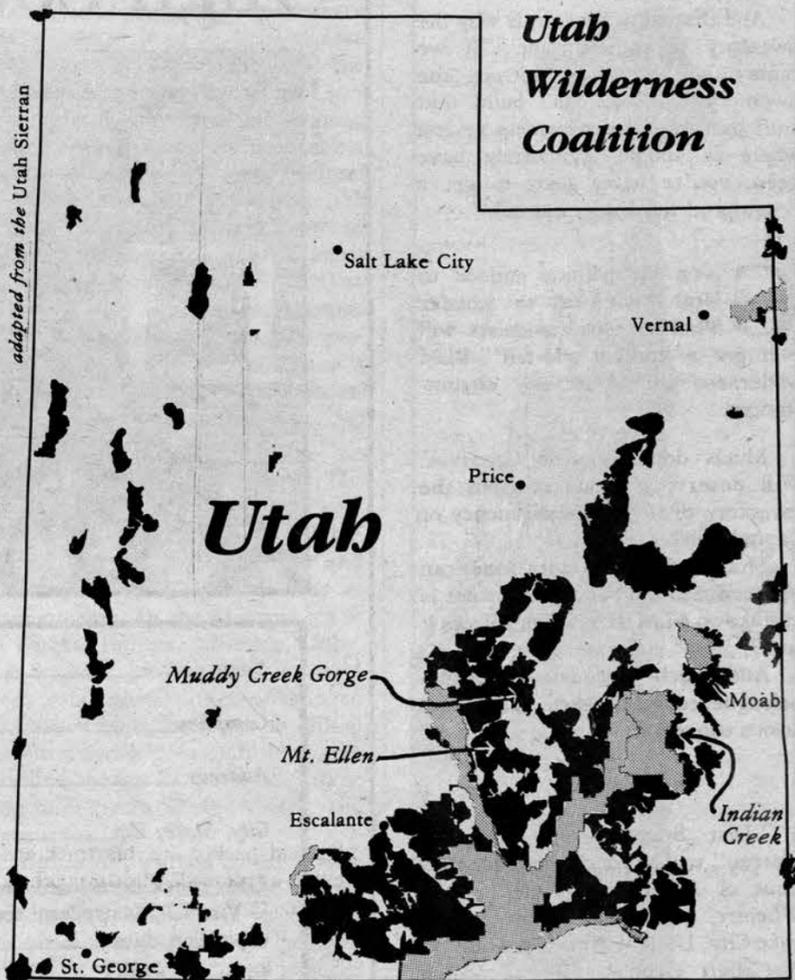 Utah
Wilderness
Coalition
adapted from the Utah Sierran
Salt Lake City
Vernal
Price
Utah
Muddy Creek Gorge
Moab
Mt. Ellen
Escalante
Indian
Creek
St. George